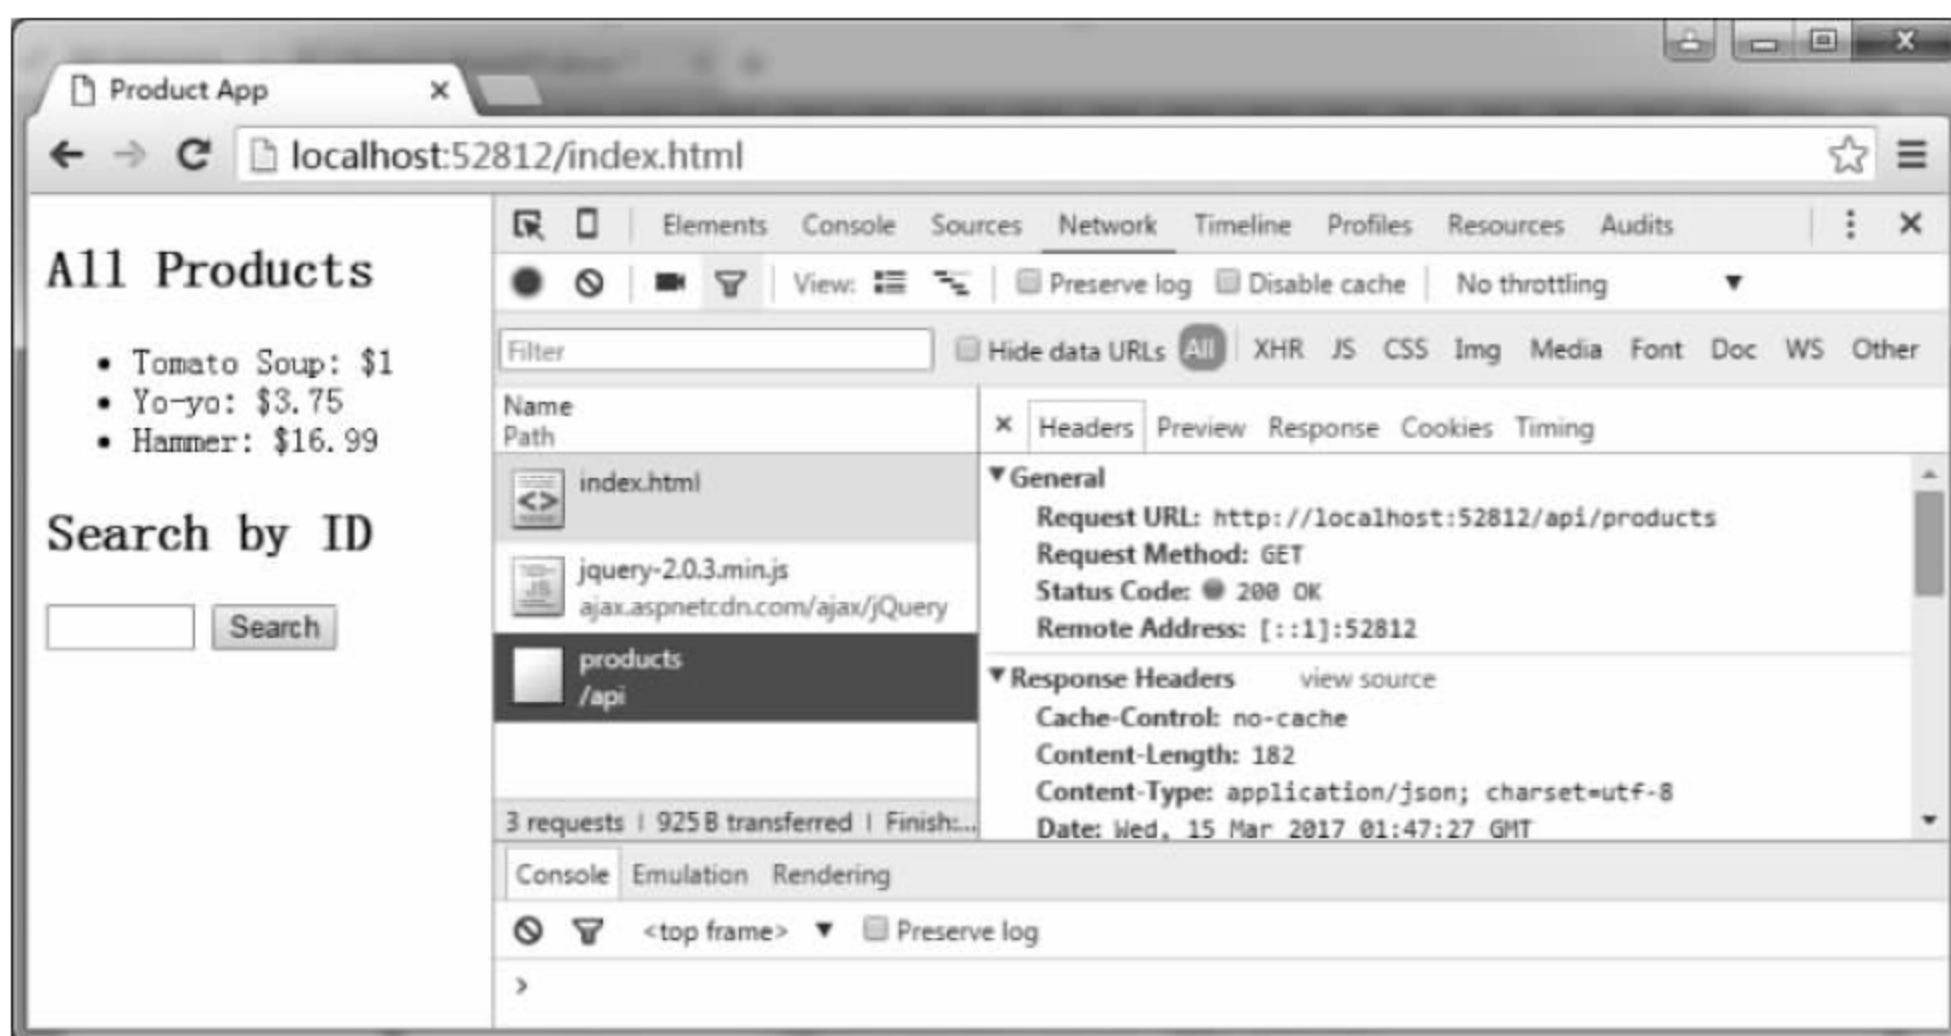 Product App
localhost:52812/index.html
All Products
• Tomato Soup: $1
• Yo-yo: $3.75
• Hammer: $16.99
Search by ID
Search
Elements Console Sources Network Timeline Profiles Resources Audits
View: Preserve log Disable cache No throttling
Filter Hide data URLs All XHR JS CSS Img Media Font Doc WS Other
Name
Path
index.html
jquery-2.0.3.min.js
ajax.aspnetcdn.com/ajax/jQuery
products
/api
3 requests | 925 B transferred | Finish:...
Headers Preview Response Cookies Timing
General
Request URL: http://localhost:52812/api/products
Request Method: GET
Status Code: 200 OK
Remote Address: [::1]:52812
Response Headers view source
Cache-Control: no-cache
Content-Length: 182
Content-Type: application/json; charset=utf-8
Date: Wed, 15 Mar 2017 01:47:27 GMT
Console Emulation Rendering
<top frame> Preserve log